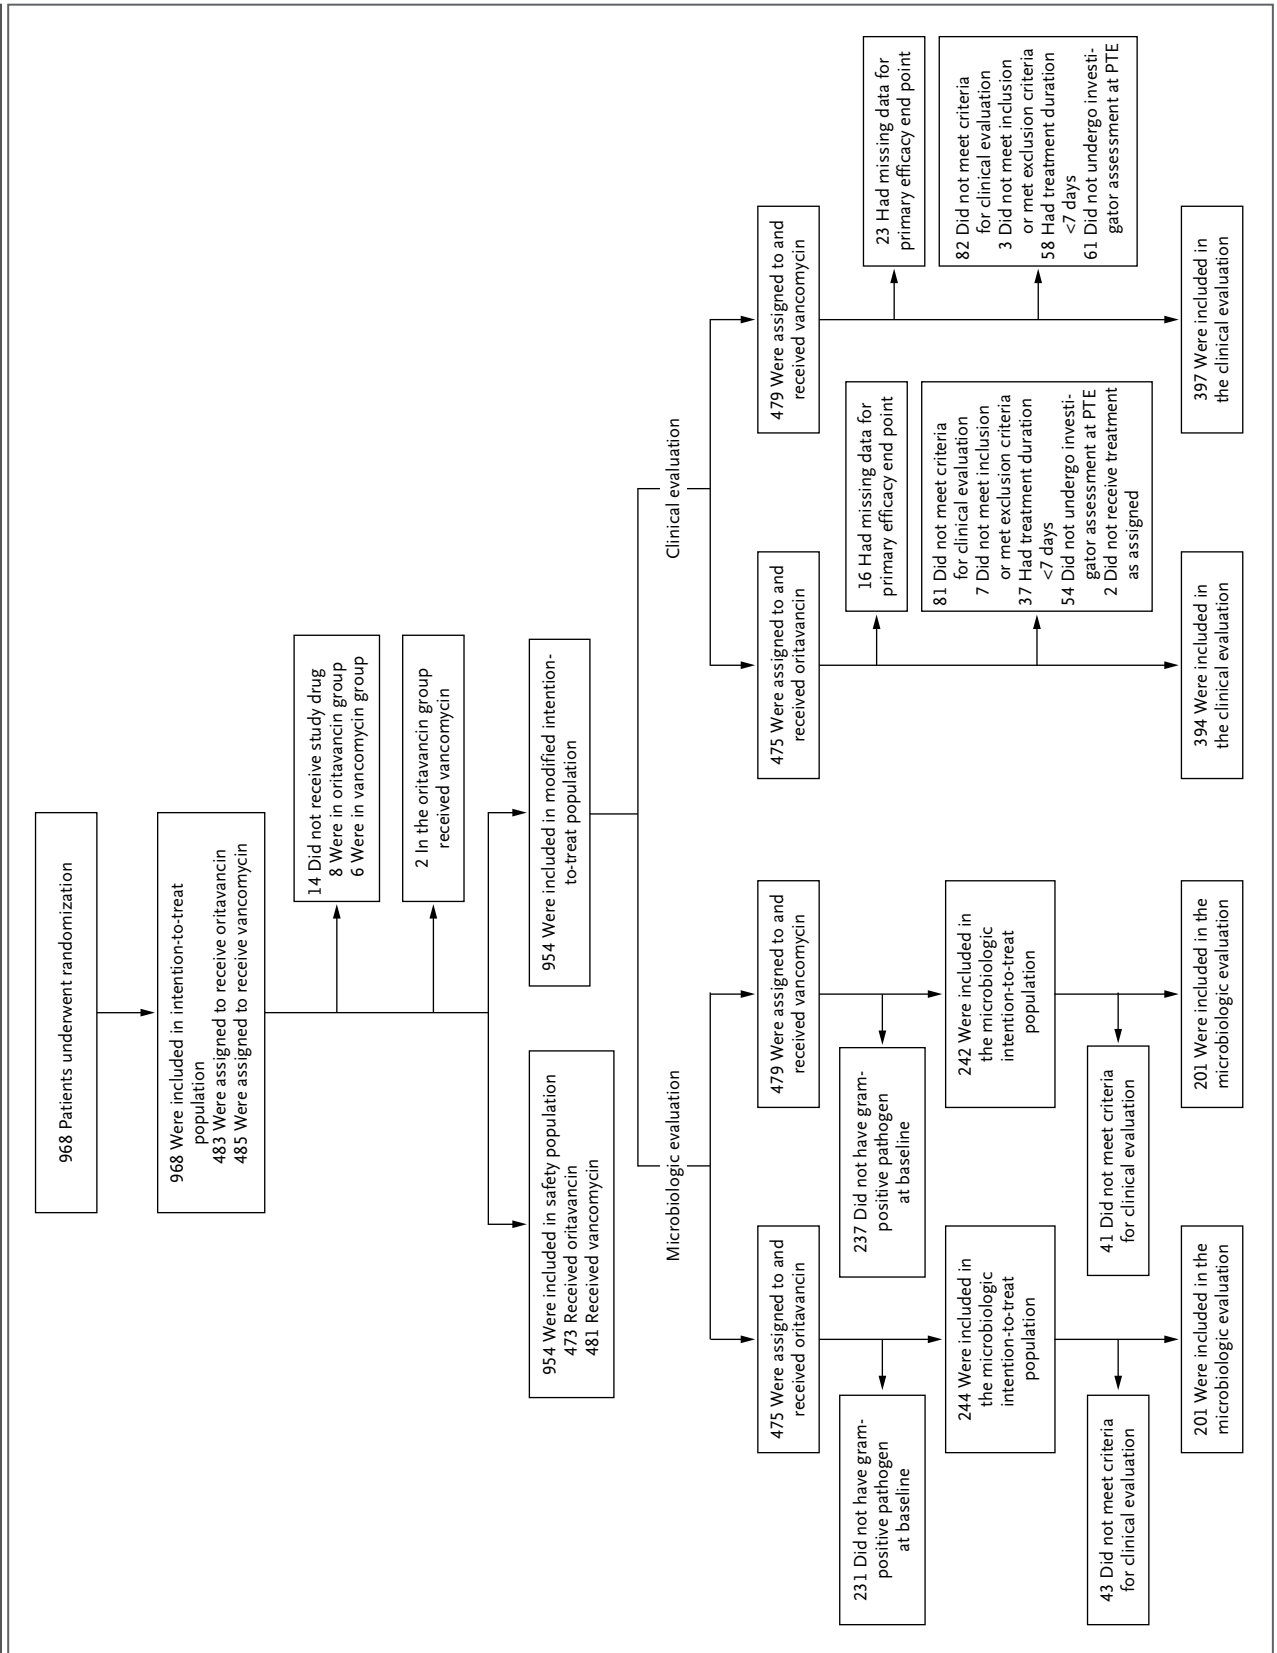 968 Patients underwent randomization
968 Were included in intention-to-treat
population
483 Were assigned to receive oritavancin
485 Were assigned to receive vancomycin
14 Did not receive study drug
8 Were in oritavancin group
6 Were in vancomycin group
2 In the oritavancin group
received vancomycin
954 Were included in safety population
473 Received oritavancin
481 Received vancomycin
954 Were included in modified intention-
to-treat population
Microbiologic evaluation
Clinical evaluation
475 Were assigned to and
received oritavancin
479 Were assigned to and
received vancomycin
475 Were assigned to and
received oritavancin
479 Were assigned to and
received vancomycin
231 Did not have gram-
positive pathogen
at baseline
237 Did not have gram-
positive pathogen
at baseline
16 Had missing data for
primary efficacy end point
23 Had missing data for
primary efficacy end point
244 Were included in
the microbiologic
intention-to-treat
population
242 Were included in
the microbiologic
intention-to-treat
population
81 Did not meet criteria
for clinical evaluation
7 Did not meet inclusion
or met exclusion criteria
37 Had treatment duration
<7 days
54 Did not undergo investi-
gator assessment at PTE
2 Did not receive treatment
as assigned
82 Did not meet criteria
for clinical evaluation
3 Did not meet inclusion
or met exclusion criteria
58 Had treatment duration
<7 days
61 Did not undergo investi-
gator assessment at PTE
43 Did not meet criteria
for clinical evaluation
41 Did not meet criteria
for clinical evaluation
201 Were included in the
microbiologic evaluation
201 Were included in the
microbiologic evaluation
394 Were included in
the clinical evaluation
397 Were included in
the clinical evaluation